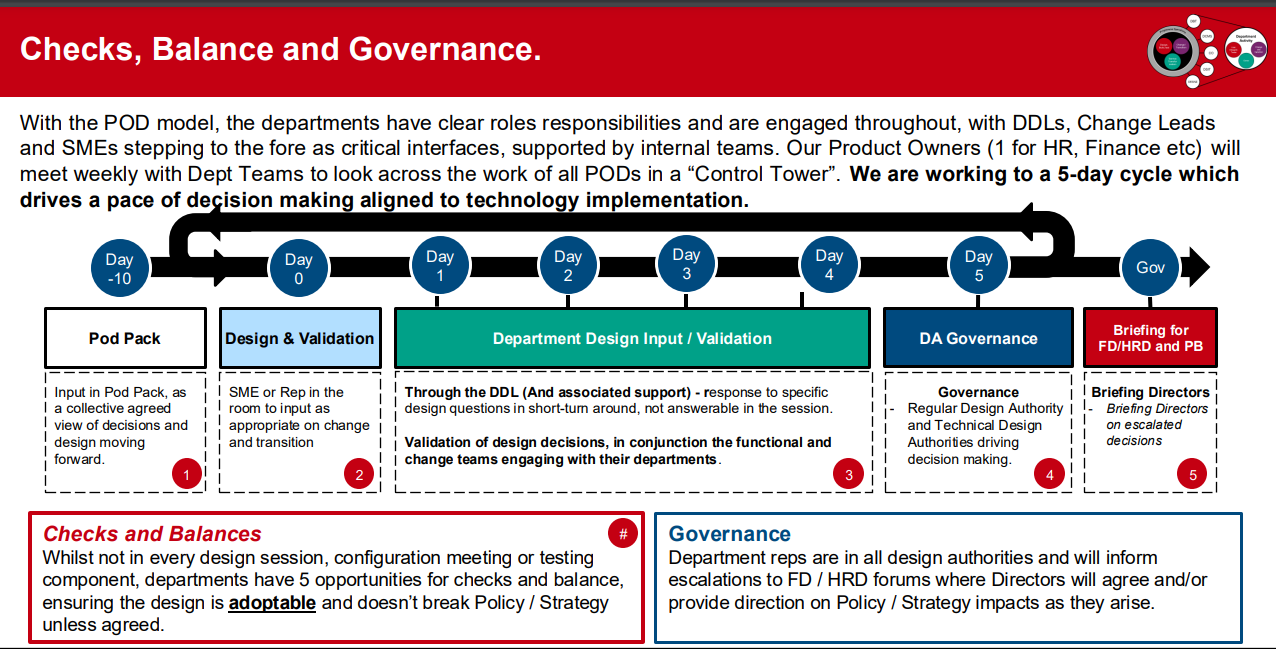 Checks, Balance and Governance.
With the POD model, the departments have clear roles responsibilities and are engaged throughout, with DDLs, Change Leads
and SMEs stepping to the fore as critical interfaces, supported by internal teams. Our Product Owners (1 for HR, Finance etc) will
meet weekly with Dept Teams to look across the work of all PODs in a “Control Tower”. We are working to a 5-day cycle which
drives a pace of decision making aligned to technology implementation.
Day
-10
Day
0
Day
1
Day
2
Day
3
Day
4
Day
5
Gov
Pod Pack
Design & Validation
Department Design Input / Validation
DA Governance
Briefing for
FD/HRD and PB
Input in Pod Pack, as
a collective agreed
view of decisions and
design moving
forward.
1
SME or Rep in the
room to input as
appropriate on change
and transition
2
Through the DDL (And associated support) - response to specific
design questions in short-turn around, not answerable in the session.
Validation of design decisions, in conjunction the functional and
change teams engaging with their departments.
3
Governance
- Regular Design Authority
and Technical Design
Authorities driving
decision making.
4
Briefing Directors
- Briefing Directors
on escalated
decisions
5
Checks and Balances
#
Whilst not in every design session, configuration meeting or testing
component, departments have 5 opportunities for checks and balance,
ensuring the design is adoptable and doesn’t break Policy / Strategy
unless agreed.
Governance
Department reps are in all design authorities and will inform
escalations to FD / HRD forums where Directors will agree and/or
provide direction on Policy / Strategy impacts as they arise.